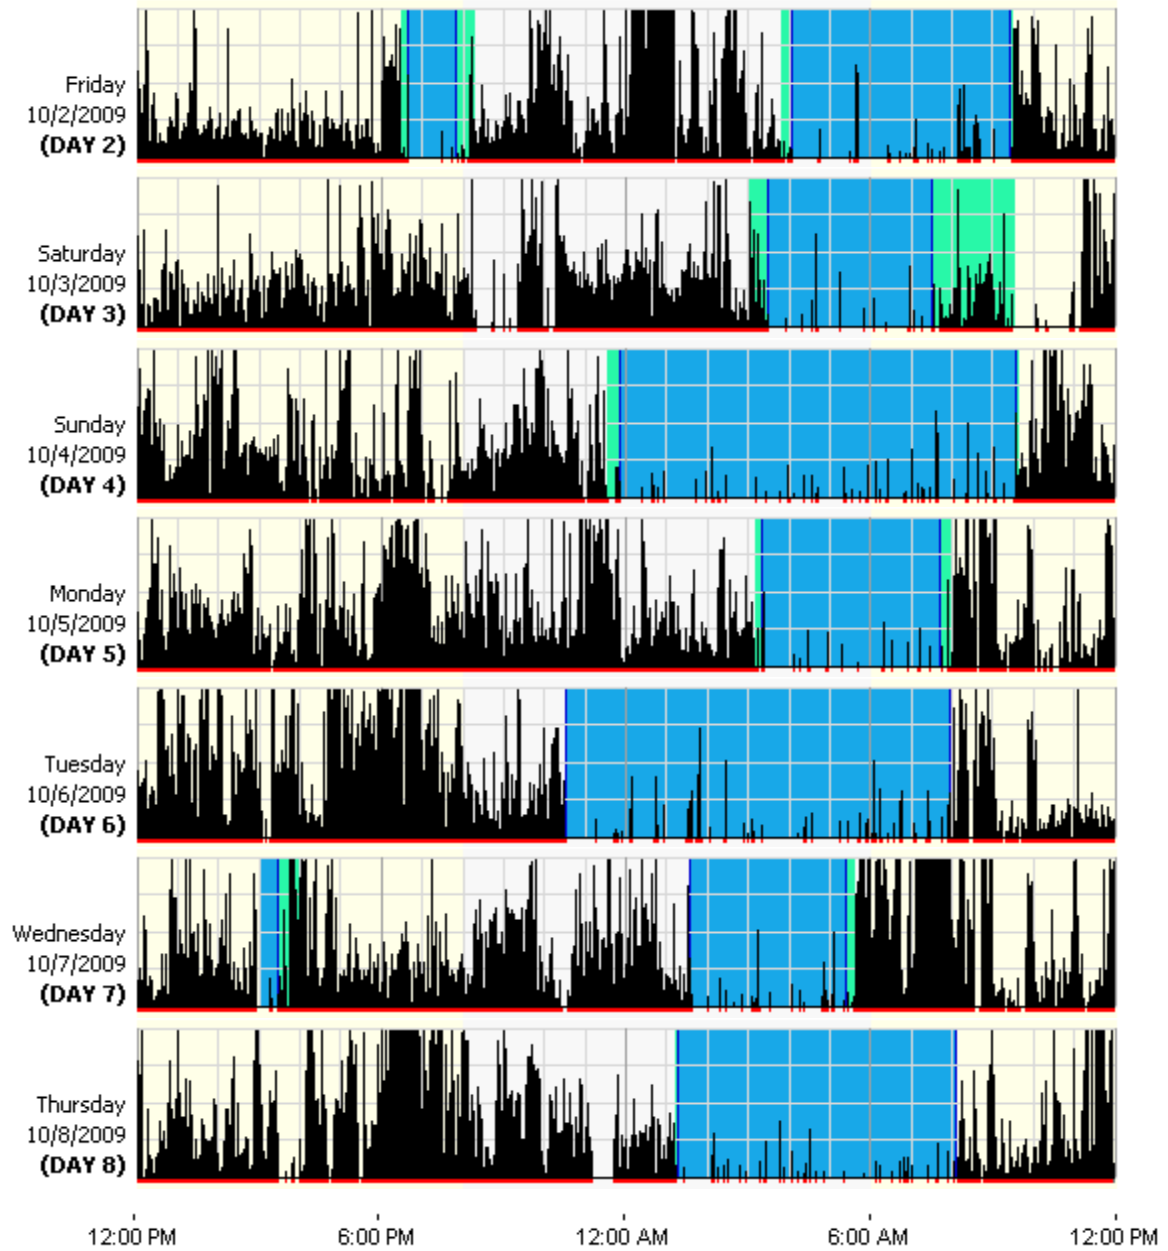 Friday
10/2/2009
(DAY 2)
Saturday
10/3/2009
(DAY 3)
Sunday
10/4/2009
(DAY 4)
Monday
10/5/2009
(DAY 5)
Tuesday
10/6/2009
(DAY 6)
Wednesday
10/7/2009
(DAY 7)
Thursday
10/8/2009
(DAY 8)
12:00 PM 6:00 PM 12:00 AM 6:00 AM 12:00 PM